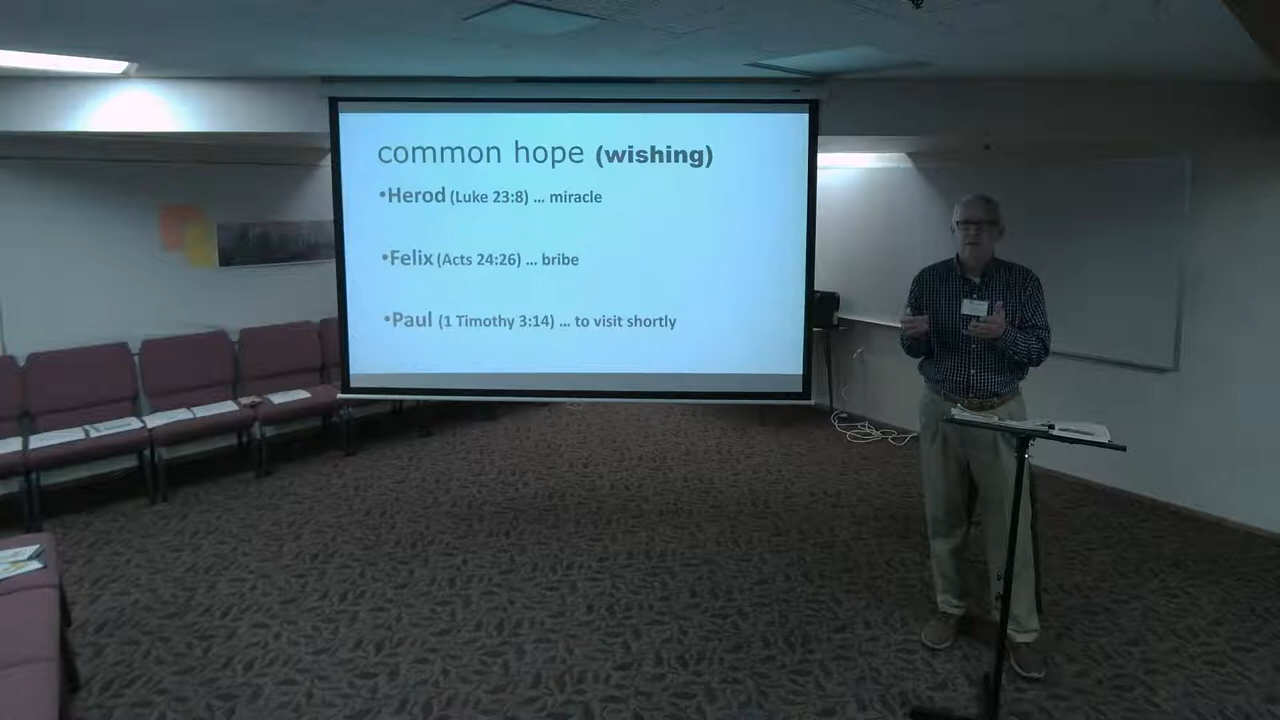 common hope (wishing)
•Herod (Luke 23:8) ... miracle
•Felix (Acts 24:26) ... bribe
•Paul (1 Timothy 3:14) ... to visit shortly